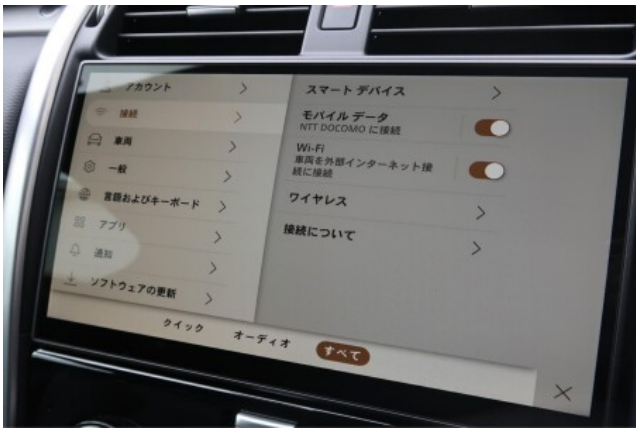 アカウント
接続
車両
一般
言語およびキーボード
アプリ
通知
ソフトウェアの更新
スマート デバイス
モバイル データ
NTT DOCOMO に接続
Wi-Fi
車両を外部インターネット接
続に接続
ワイヤレス
接続について
クイック
オーディオ
すべて